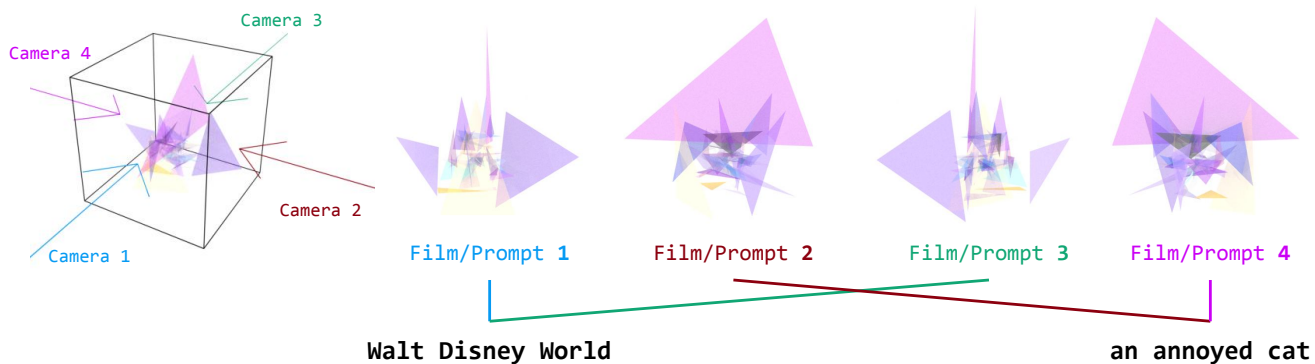 Camera 3
Camera 4
Camera 2
Camera 1
Film/Prompt 1
Film/Prompt 2
Film/Prompt 3
Film/Prompt 4
Walt Disney World
an annoyed cat